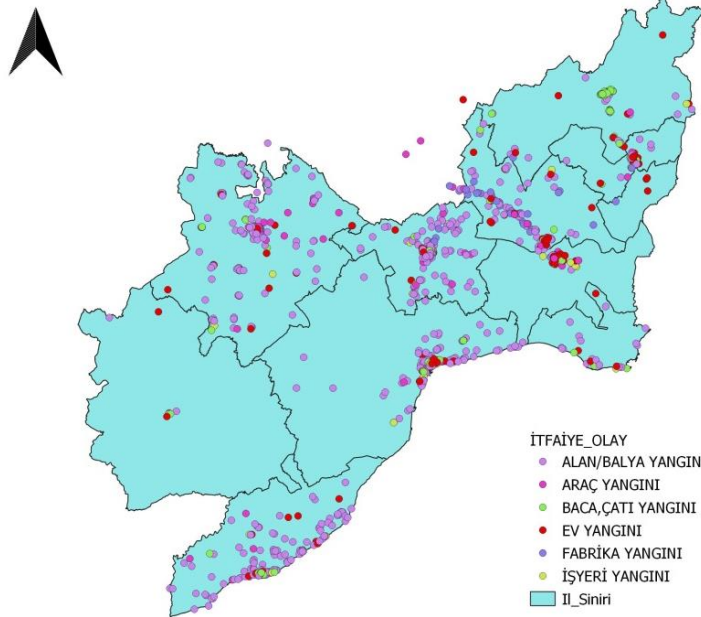 İTFAİYE_OLAY
ALAN/BALYA YANGIN
ARAÇ YANGINI
BACA,ÇATI YANGINI
EV YANGINI
FABRİKA YANGINI
İŞYERİ YANGINI
Il_Siniri